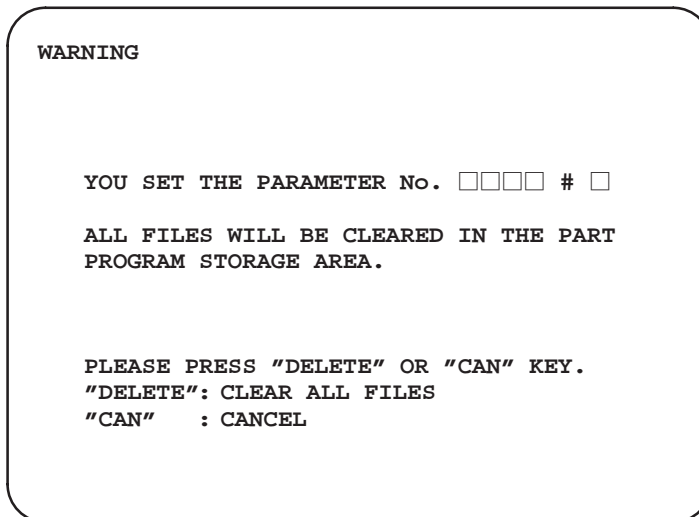 WARNING
YOU SET THE PARAMETER No. □□□□ # □
ALL FILES WILL BE CLEARED IN THE PART
PROGRAM STORAGE AREA.
PLEASE PRESS ″DELETE″ OR ″CAN″ KEY.
″DELETE″: CLEAR ALL FILES
″CAN″ : CANCEL